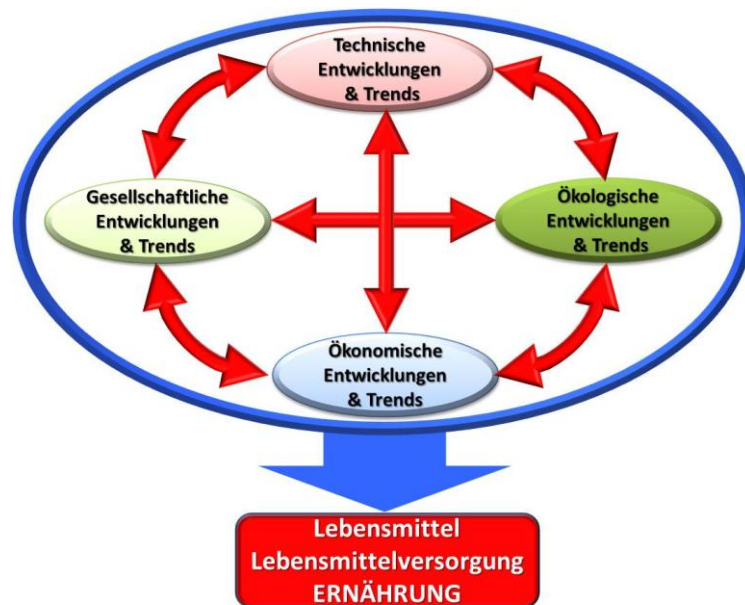 Technische
Entwicklungen
& Trends
Gesellschaftliche
Entwicklungen
& Trends
Ökologische
Entwicklungen
& Trends
Ökonomische
Entwicklungen
& Trends
Lebensmittel
Lebensmittelversorgung
ERNÄHRUNG